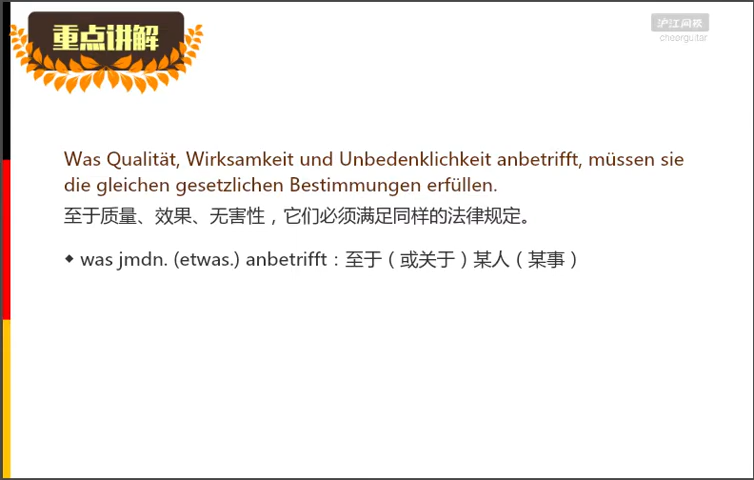 重点讲解
沪江网校
chearguitar
Was Qualität, Wirksamkeit und Unbedenklichkeit anbetrifft, müssen sie
die gleichen gesetzlichen Bestimmungen erfüllen.
至于质量、效果、无害性，它们必须满足同样的法律规定。
◆ was jmdn. (etwas.) anbetrifft：至于（或关于）某人（某事）